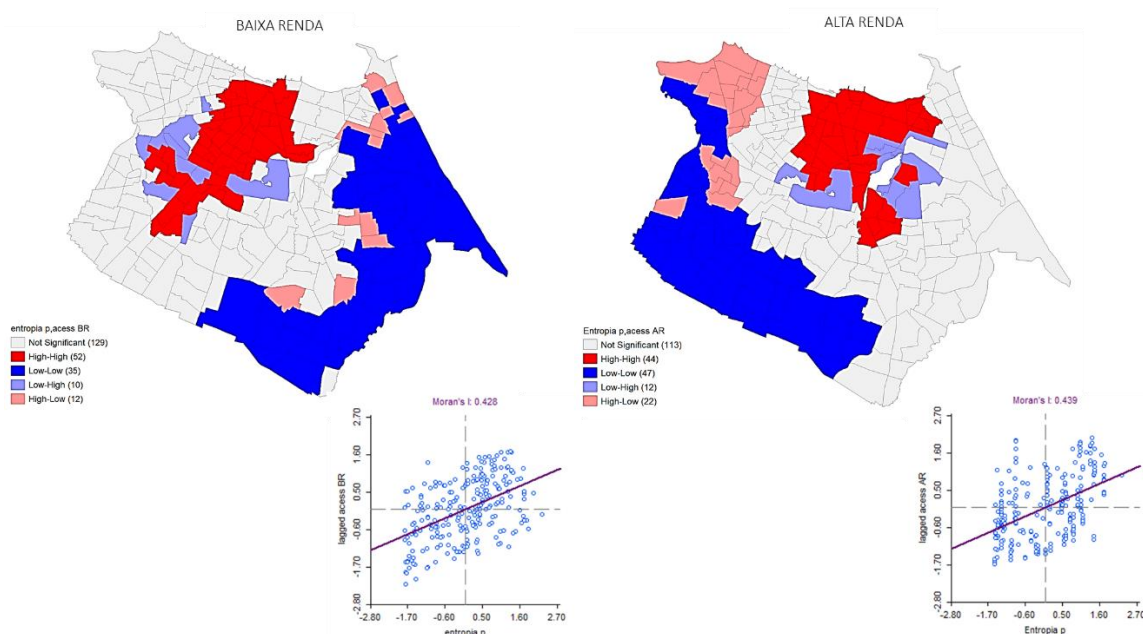 BAIXA RENDA
ALTA RENDA
entropia p,acess BR
Not Significant (129)
High-High (52)
Low-Low (35)
Low-High (10)
High-Low (12)
Entropia p,acess AR
Not Significant (113)
High-High (44)
Low-Low (47)
Low-High (12)
High-Low (22)
Moran's I: 0.428
lagged acess BR
2.70
1.60
0.50
-0.60
-1.70
-2.80
-2.80 -1.70 -0.60 0.50 1.60 2.70
entropia p
Moran's I: 0.439
lagged acess AR
2.70
1.60
0.50
-0.60
-1.70
-2.80
-2.80 -1.70 -0.60 0.50 1.60 2.70
Entropia p